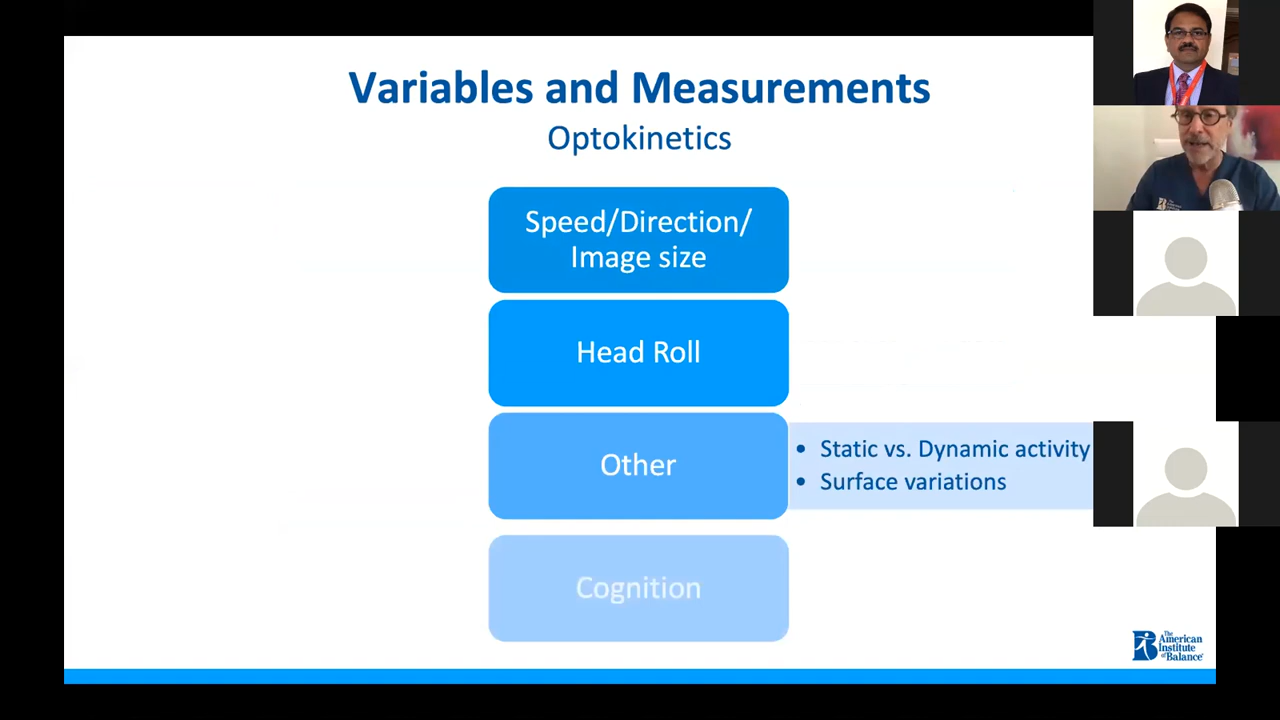 Variables and Measurements
Optokinetics
Speed/Direction/
Image size
Head Roll
Other
• Static vs. Dynamic activity
• Surface variations
Cognition
The
American
Institute
of Balance